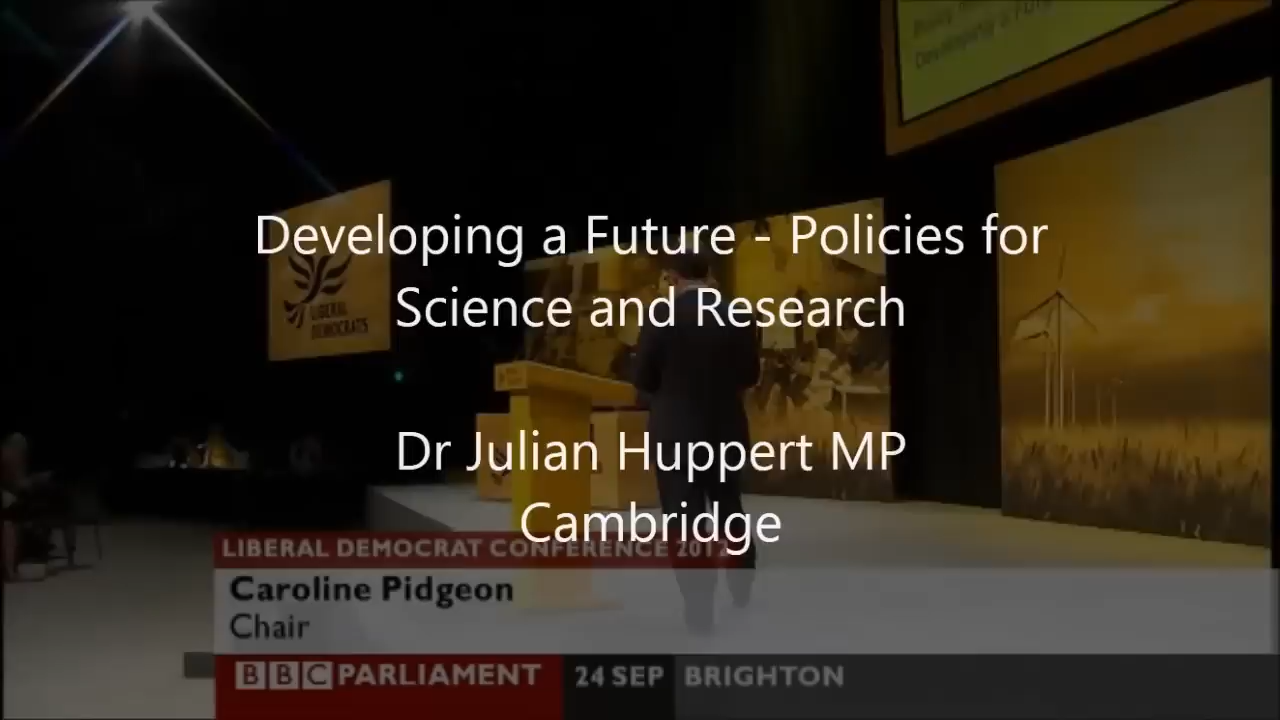 Developing a Future - Policies for
Science and Research
Dr Julian Huppert MP
Cambridge
LIBERAL
DEMOCRATS
LIBERAL DEMOCRAT CONFERENCE 2012
Caroline Pidgeon
Chair
BBC PARLIAMENT 24 SEP BRIGHTON